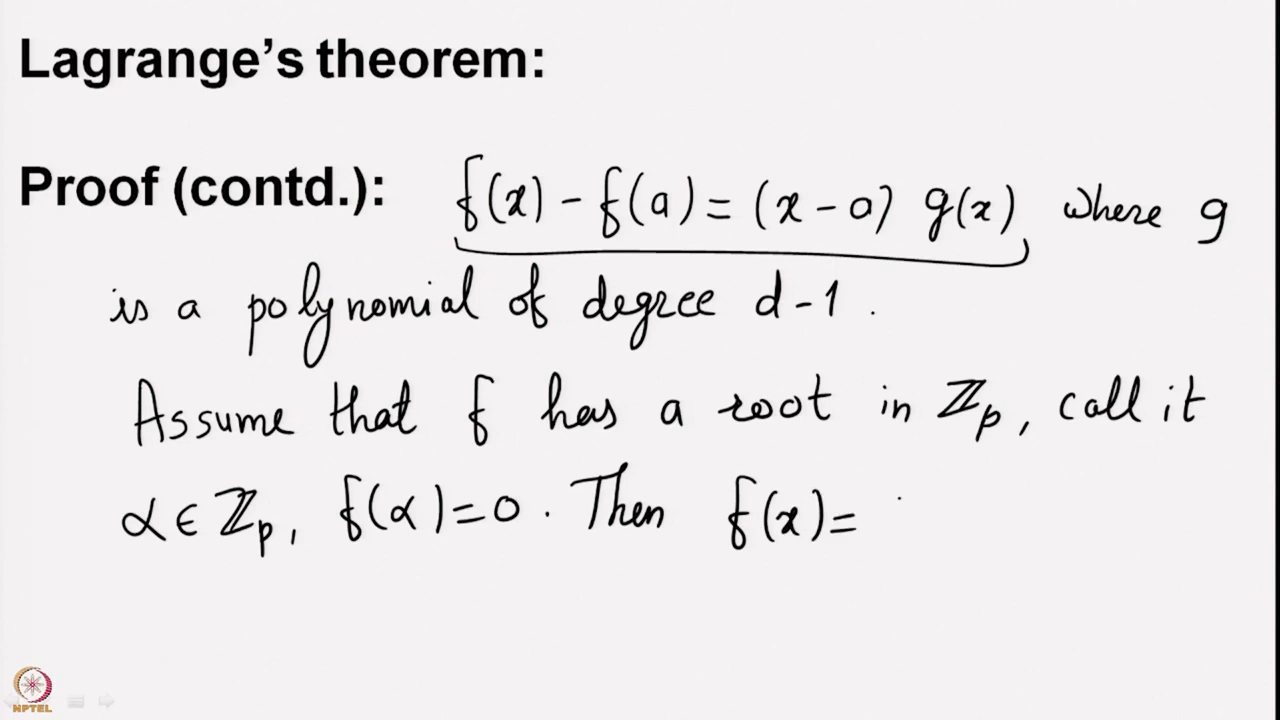 Lagrange's theorem:
Proof (contd.): f(x) - f(a) = (x - a) g(x) where g
is a polynomial of degree d - 1.
Assume that f has a root in ℤp, call it
α ∈ ℤp, f(α) = 0. Then f(x) =
NPTEL